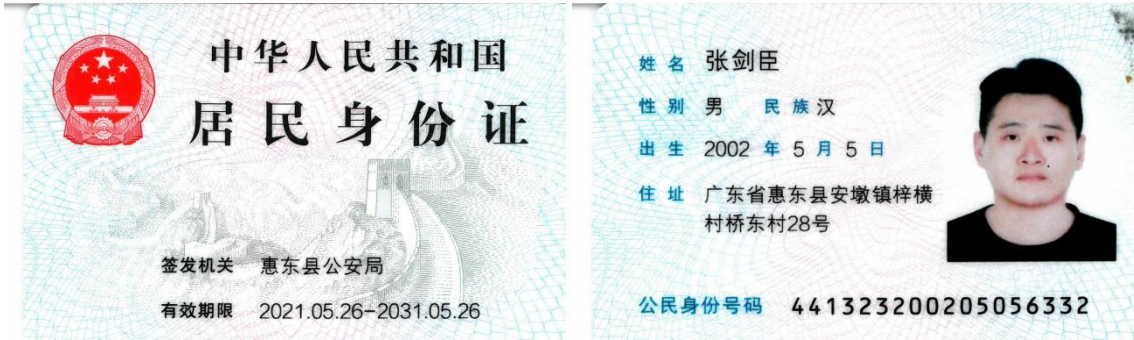 中华人民共和国
居民身份证
签发机关 惠东县公安局
有效期限 2021.05.26-2031.05.26
姓名 张剑臣
性别 男 民族 汉
出生 2002 年 5 月 5 日
住址 广东省惠东县安墩镇梓横
村桥东村28号
公民身份号码 441323200205056332